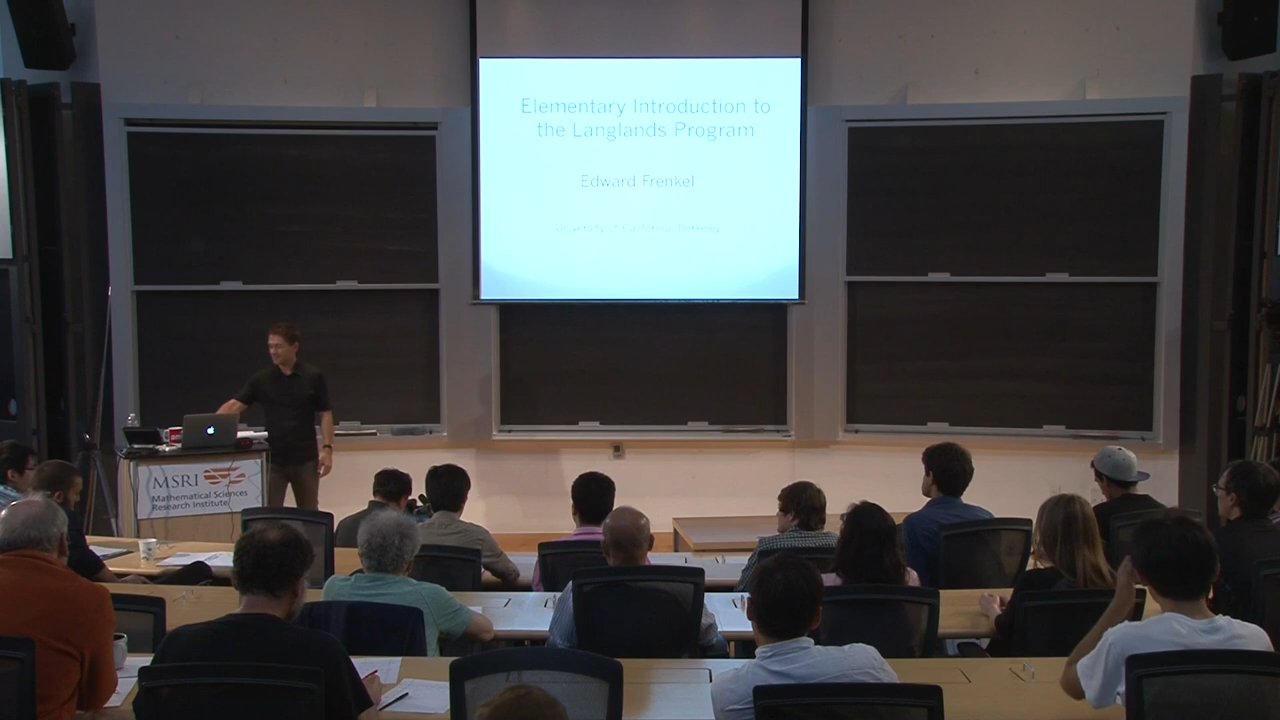 Elementary Introduction to
the Langlands Program
Edward Frenkel
University of California, Berkeley
MSRI
Mathematical Sciences
Research Institute